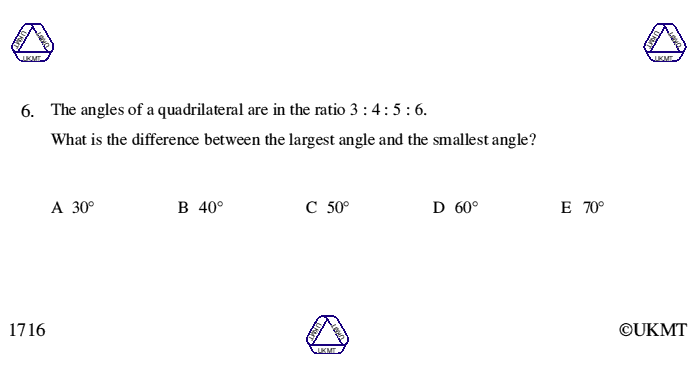 UKMT UKMT UKMT
UKMT UKMT UKMT
6. The angles of a quadrilateral are in the ratio 3 : 4 : 5 : 6.
What is the difference between the largest angle and the smallest angle?
A 30° B 40° C 50° D 60° E 70°
1716
UKMT UKMT UKMT
©UKMT